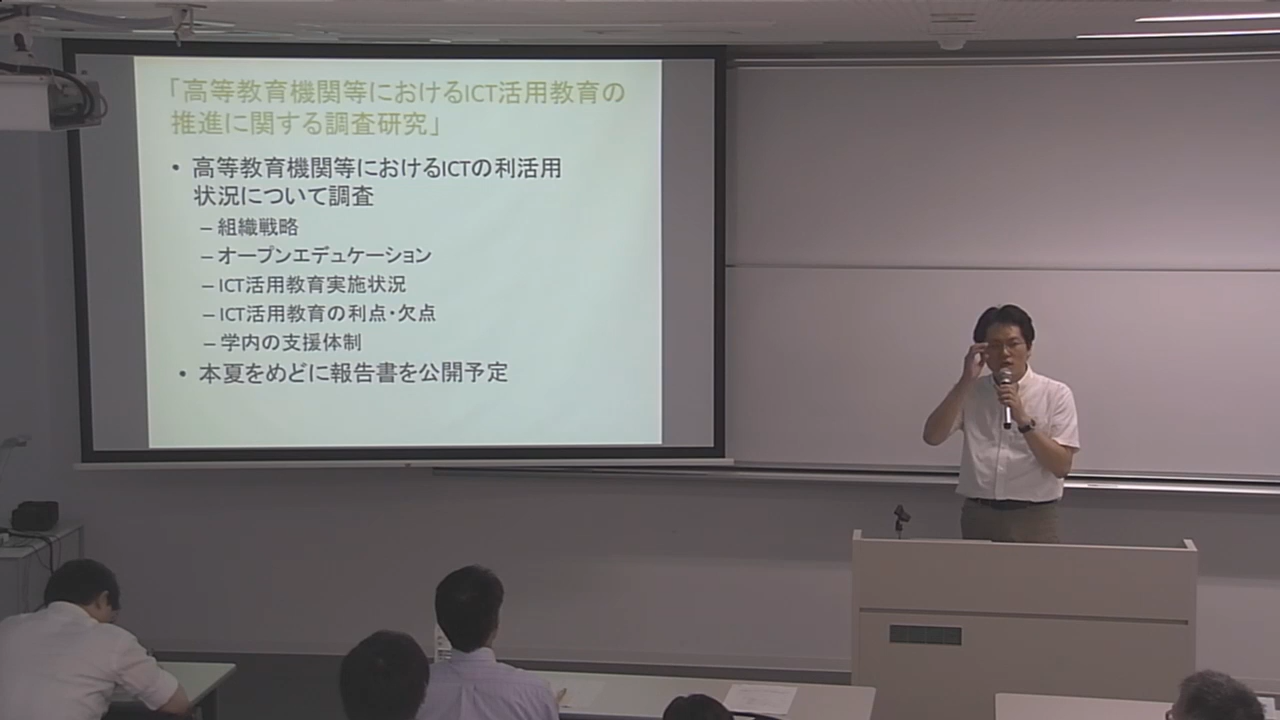 「高等教育機関等におけるICT活用教育の
推進に関する調査研究」
• 高等教育機関等におけるICTの利活用
状況について調査
– 組織戦略
– オープンエデュケーション
– ICT活用教育実施状況
– ICT活用教育の利点・欠点
– 学内の支援体制
• 本夏をめどに報告書を公開予定